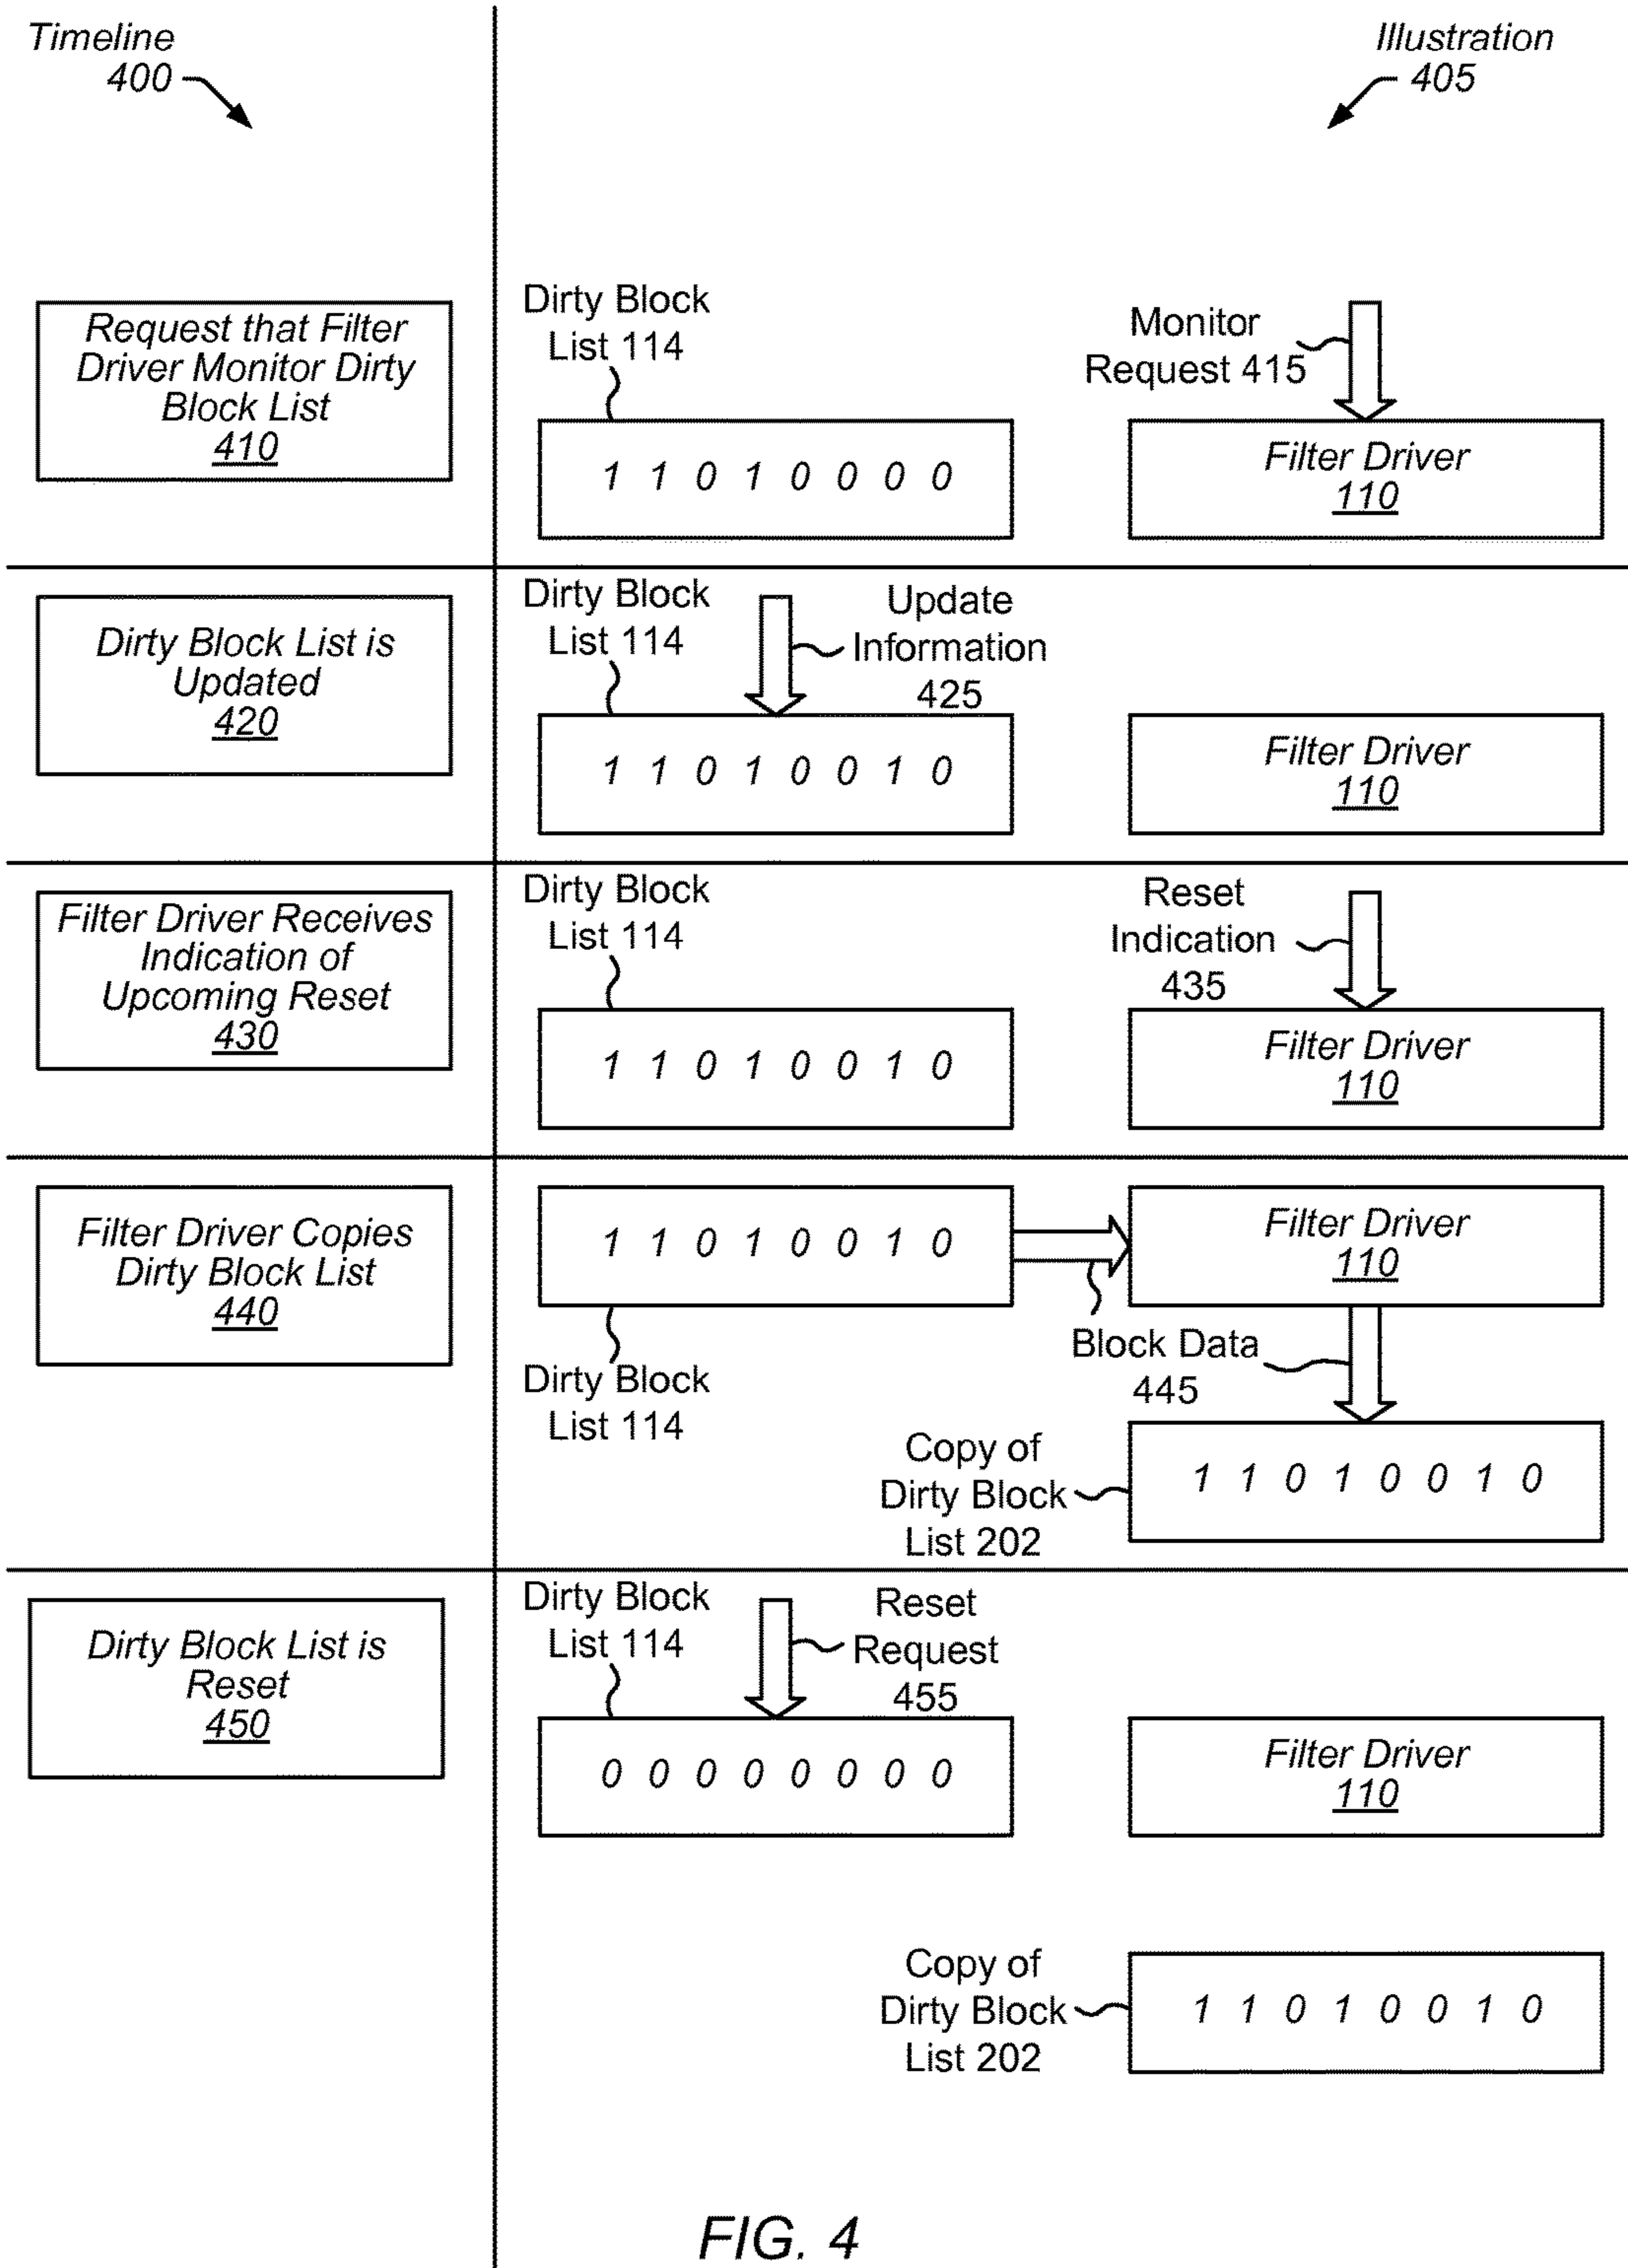 Timeline
400
Illustration
405
Request that Filter
Driver Monitor Dirty
Block List
410
Dirty Block
List 114
1 1 0 1 0 0 0 0
Monitor
Request 415
Filter Driver
110
Dirty Block List is
Updated
420
Dirty Block
List 114
Update
Information
425
1 1 0 1 0 0 1 0
Filter Driver
110
Filter Driver Receives
Indication of
Upcoming Reset
430
Dirty Block
List 114
1 1 0 1 0 0 1 0
Reset
Indication
435
Filter Driver
110
Filter Driver Copies
Dirty Block List
440
1 1 0 1 0 0 1 0
Dirty Block
List 114
Filter Driver
110
Block Data
445
Copy of
Dirty Block
List 202
1 1 0 1 0 0 1 0
Dirty Block List is
Reset
450
Dirty Block
List 114
Reset
Request
455
0 0 0 0 0 0 0 0
Filter Driver
110
Copy of
Dirty Block
List 202
1 1 0 1 0 0 1 0
FIG. 4